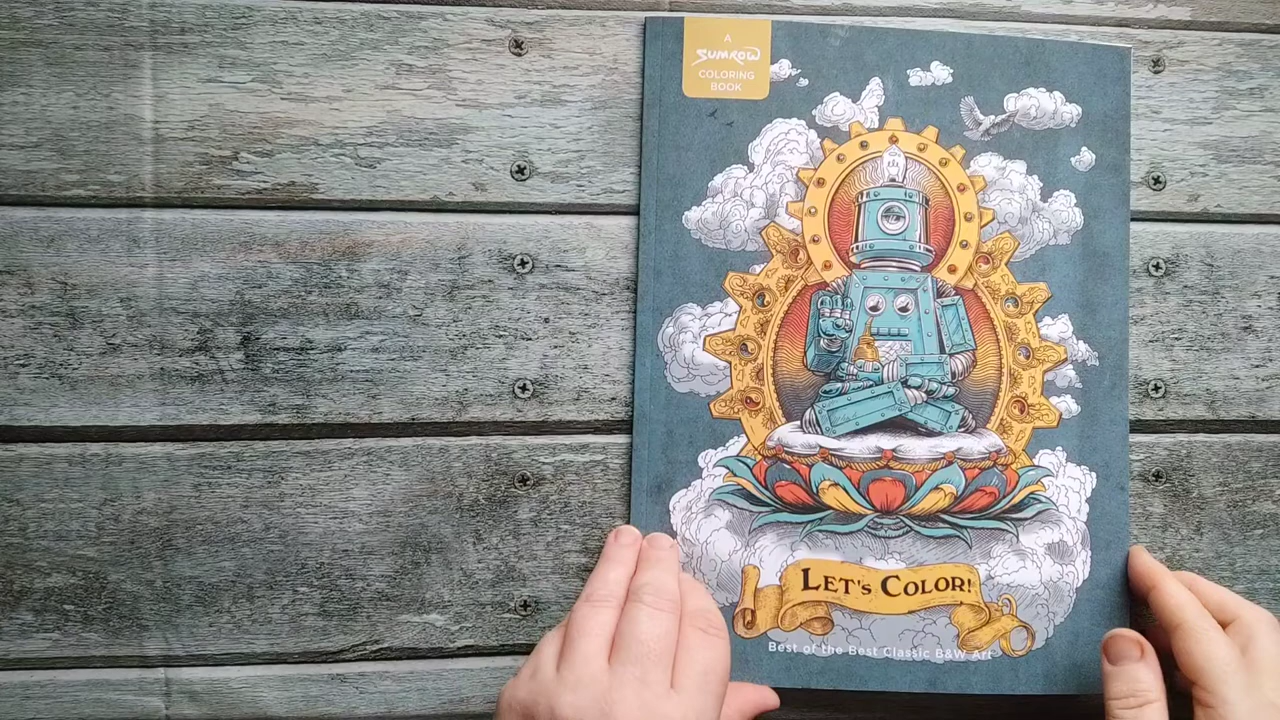 A
SUMROW
COLORING
BOOK
LET'S COLOR!
Best of the Best Classic B&W Art